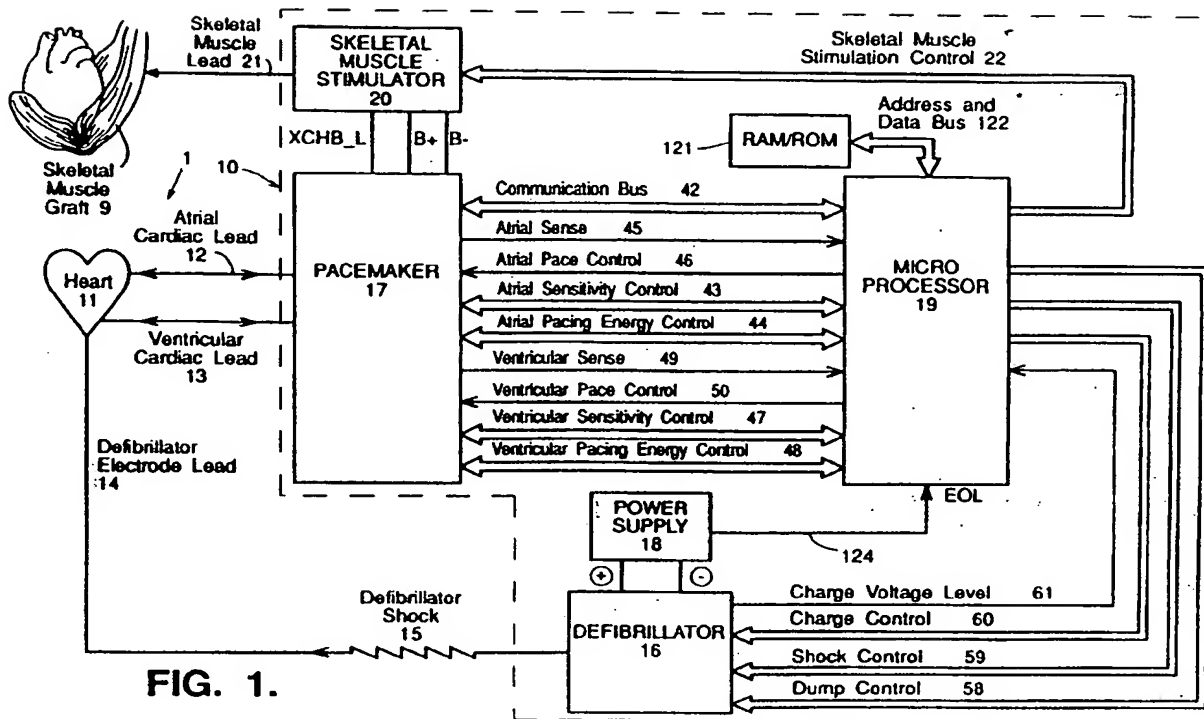 Skeletal
Muscle
Lead 21
SKELETAL
MUSCLE
STIMULATOR
20
Skeletal Muscle
Stimulation Control 22
Address and
Data Bus 122
RAM/ROM
121
XCHB_L
B+
B-
Skeletal
Muscle
Graft 9
1
10
Atrial
Cardiac Lead
12
Heart
11
Ventricular
Cardiac Lead
13
PACEMAKER
17
Communication Bus 42
Atrial Sense 45
Atrial Pace Control 46
Atrial Sensitivity Control 43
Atrial Pacing Energy Control 44
Ventricular Sense 49
Ventricular Pace Control 50
Ventricular Sensitivity Control 47
Ventricular Pacing Energy Control 48
MICRO
PROCESSOR
19
EOL
Defibrillator
Electrode Lead
14
POWER
SUPPLY
18
124
+
-
Defibrillator
Shock
15
DEFIBRILLATOR
16
Charge Voltage Level 61
Charge Control 60
Shock Control 59
Dump Control 58
FIG. 1.